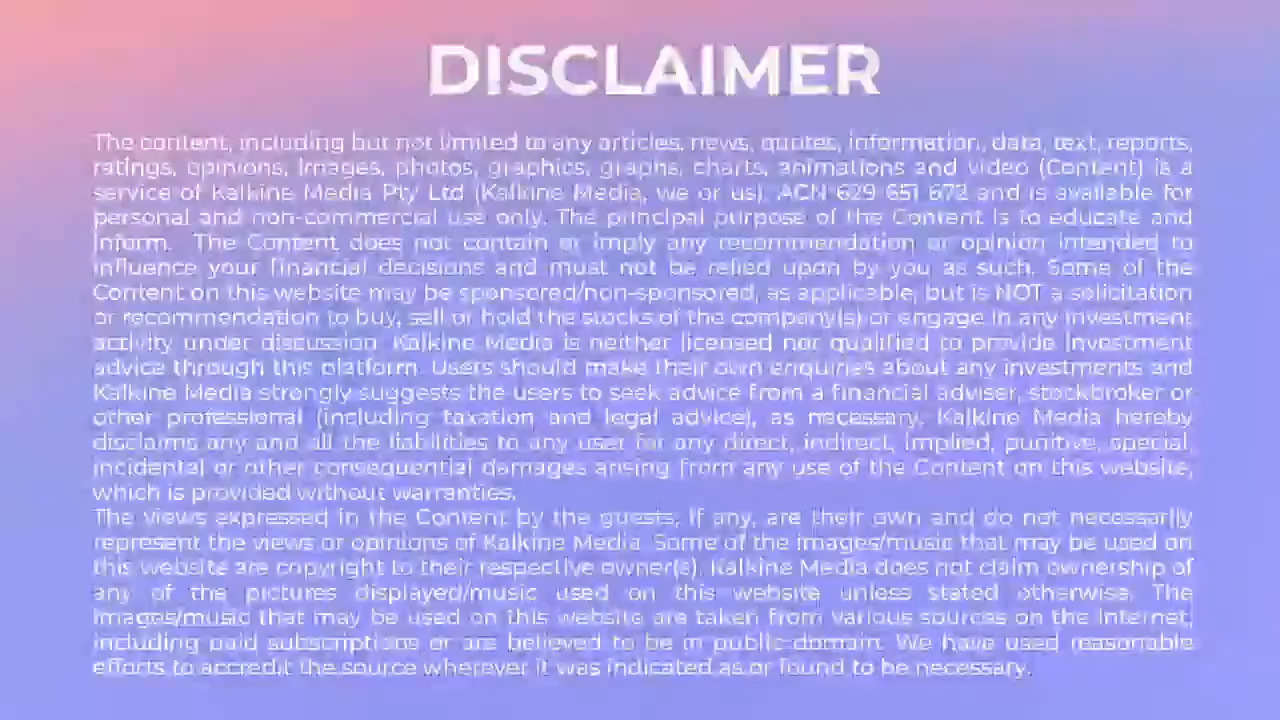 DISCLAIMER
The content, including but not limited to any articles, news, quotes, information, data, text, reports,
ratings, opinions, images, photos, graphics, graphs, charts, animations and video (Content) is a
service of Kalkine Media Pty Ltd (Kalkine Media, we or us), ACN 629 651 672 and is available for
personal and non-commercial use only. The principal purpose of the Content is to educate and
inform. The Content does not contain or imply any recommendation or opinion intended to
influence your financial decisions and must not be relied upon by you as such. Some of the
Content on this website may be sponsored/non-sponsored, as applicable, but is NOT a solicitation
or recommendation to buy, sell or hold the stocks of the company(s) or engage in any investment
activity under discussion. Kalkine Media is neither licensed nor qualified to provide investment
advice through this platform. Users should make their own enquiries about any investments and
Kalkine Media strongly suggests the users to seek advice from a financial adviser, stockbroker or
other professional (including taxation and legal advice), as necessary. Kalkine Media hereby
disclaims any and all the liabilities to any user for any direct, indirect, implied, punitive, special,
incidental or other consequential damages arising from any use of the Content on this website,
which is provided without warranties.
The views expressed in the Content by the guests, if any, are their own and do not necessarily
represent the views or opinions of Kalkine Media. Some of the images/music that may be used on
this website are copyright to their respective owner(s). Kalkine Media does not claim ownership of
any of the pictures displayed/music used on this website unless stated otherwise. The
images/music that may be used on this website are taken from various sources on the internet,
including paid subscriptions or are believed to be in public domain. We have used reasonable
efforts to accredit the source wherever it was indicated as or found to be necessary.